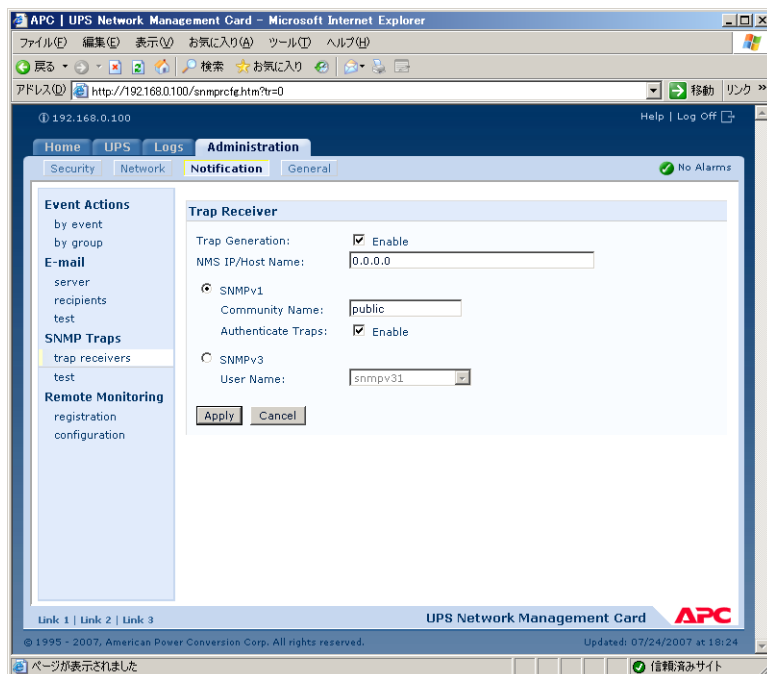 APC | UPS Network Management Card - Microsoft Internet Explorer
ファイル(F) 編集(E) 表示(V) お気に入り(A) ツール(T) ヘルプ(H)
戻る 検索 お気に入り
アドレス(D) http://192.168.0.100/snmprcfg.htm?tr=0 移動 リンク »
192.168.0.100 Help | Log Off
Home UPS Logs Administration
Security Network Notification General No Alarms
Event Actions
by event
by group
E-mail
server
recipients
test
SNMP Traps
trap receivers
test
Remote Monitoring
registration
configuration
Trap Receiver
Trap Generation: Enable
NMS IP/Host Name: 0.0.0.0
SNMPv1
Community Name: public
Authenticate Traps: Enable
SNMPv3
User Name: snmpv31
Apply Cancel
Link 1 | Link 2 | Link 3 UPS Network Management Card APC
© 1995 - 2007, American Power Conversion Corp. All rights reserved. Updated: 07/24/2007 at 18:24
ページが表示されました 信頼済みサイト